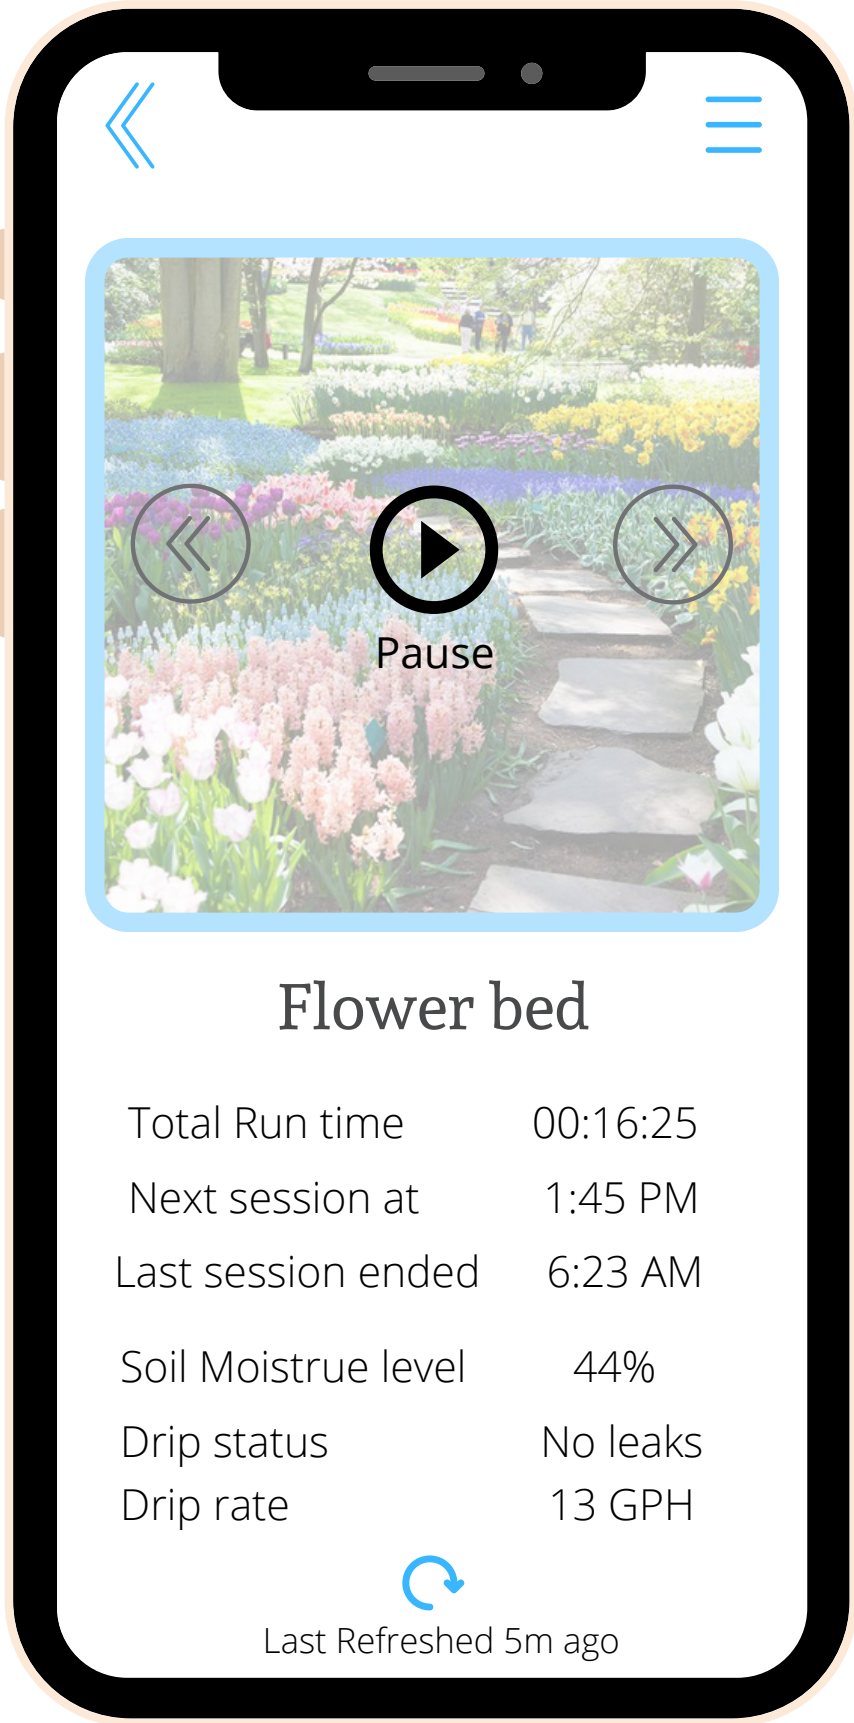 Pause
Flower bed
Total Run time 00:16:25
Next session at 1:45 PM
Last session ended 6:23 AM
Soil Moistrue level 44%
Drip status No leaks
Drip rate 13 GPH
Last Refreshed 5m ago